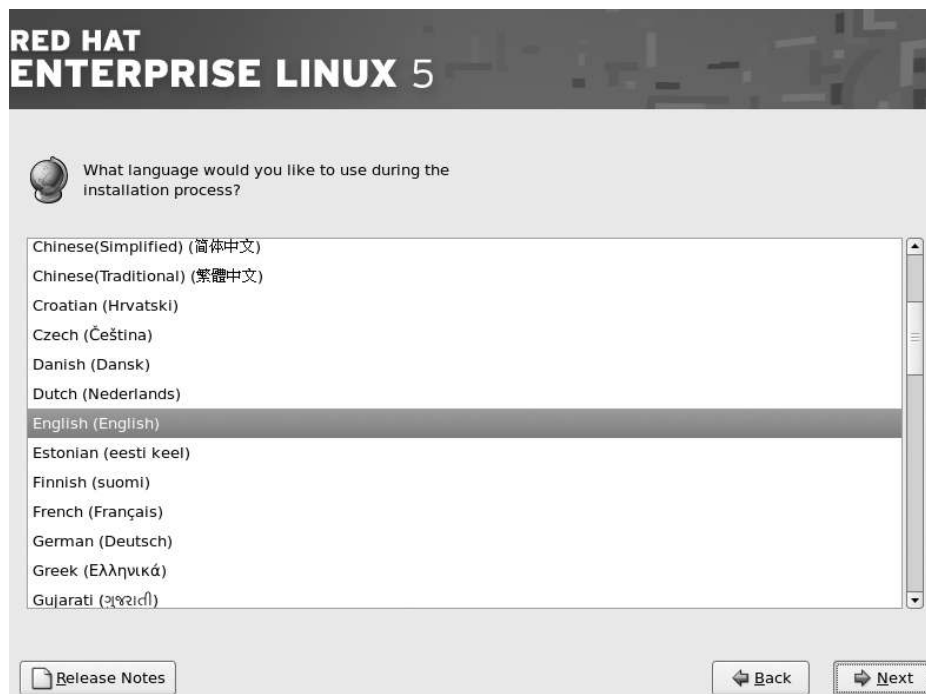 RED HAT
ENTERPRISE LINUX 5
What language would you like to use during the
installation process?
Chinese(Simplified) (简体中文)
Chinese(Traditional) (繁體中文)
Croatian (Hrvatski)
Czech (Čeština)
Danish (Dansk)
Dutch (Nederlands)
English (English)
Estonian (eesti keel)
Finnish (suomi)
French (Français)
German (Deutsch)
Greek (Ελληνικά)
Gujarati (ગુજરાતી)
Release Notes
Back
Next